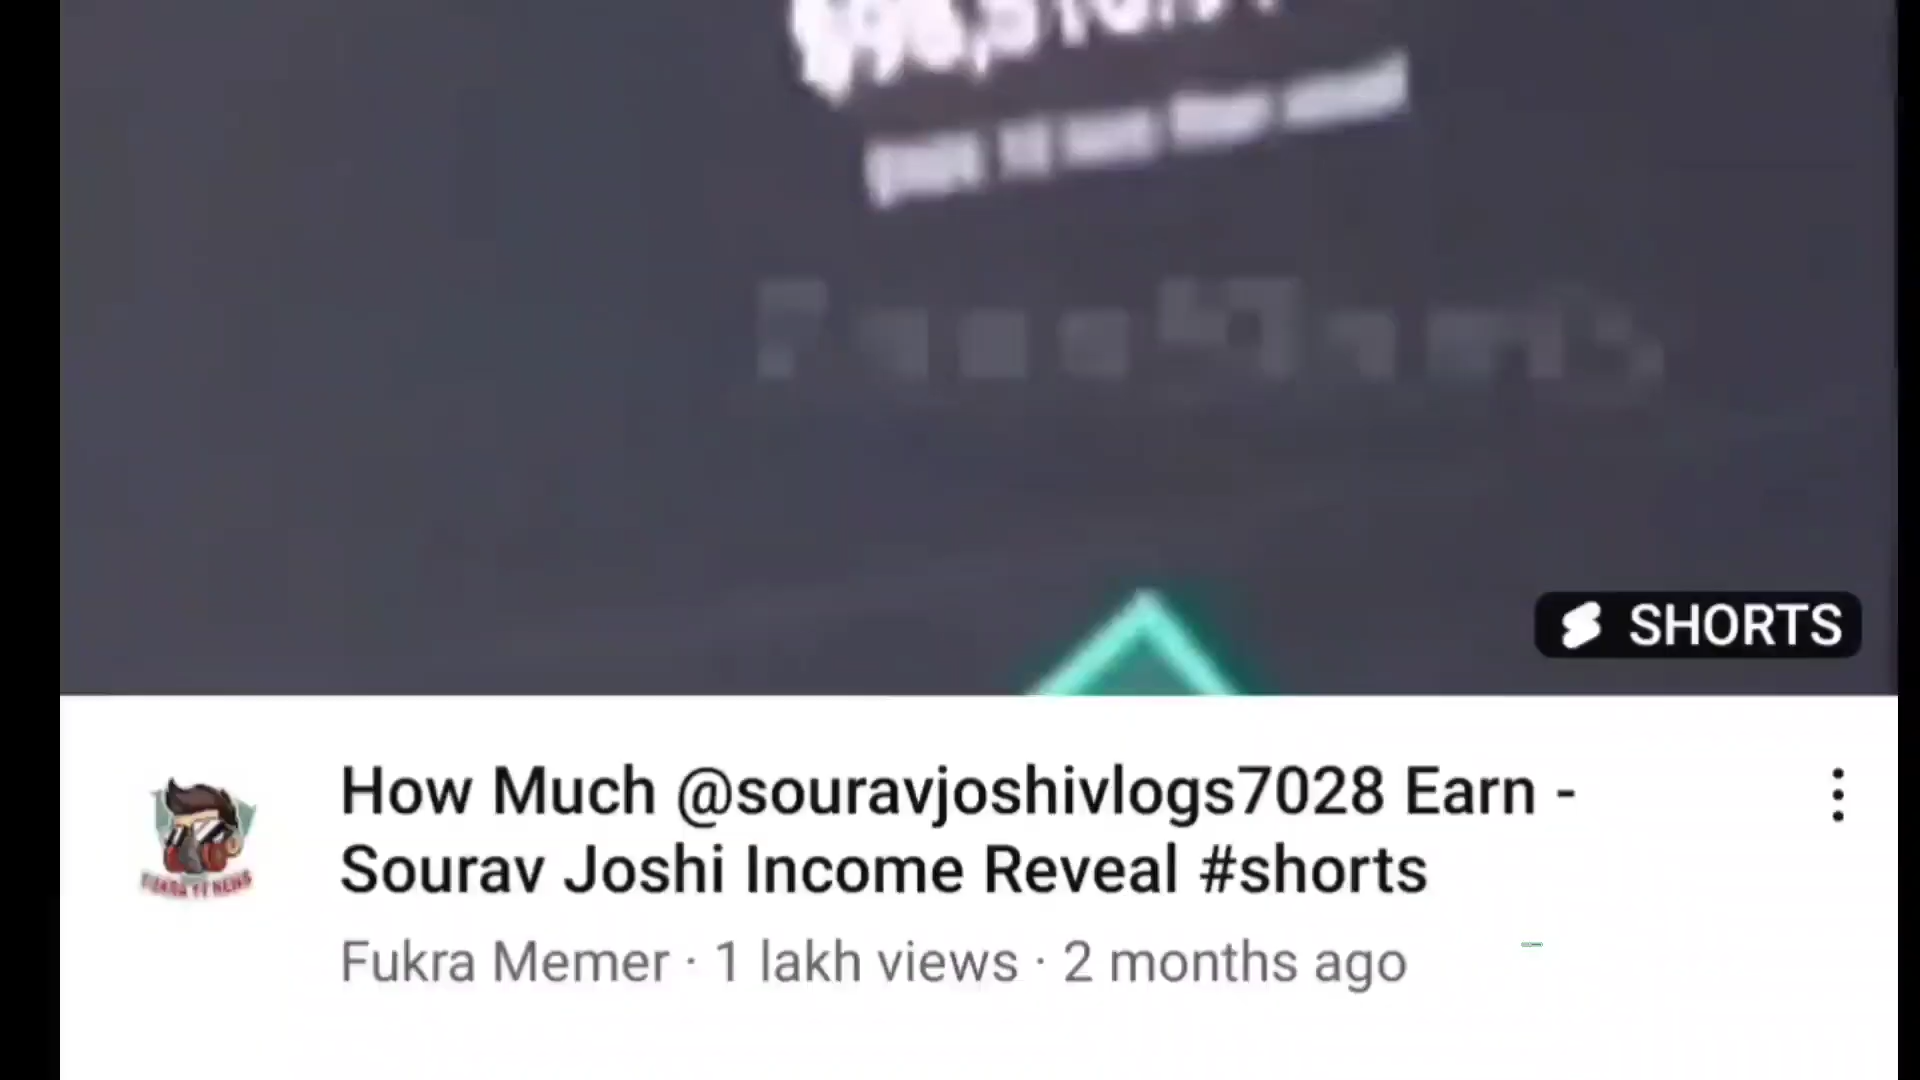 SHORTS
How Much @souravjoshivlogs7028 Earn -
Sourav Joshi Income Reveal #shorts
Fukra Memer · 1 lakh views · 2 months ago